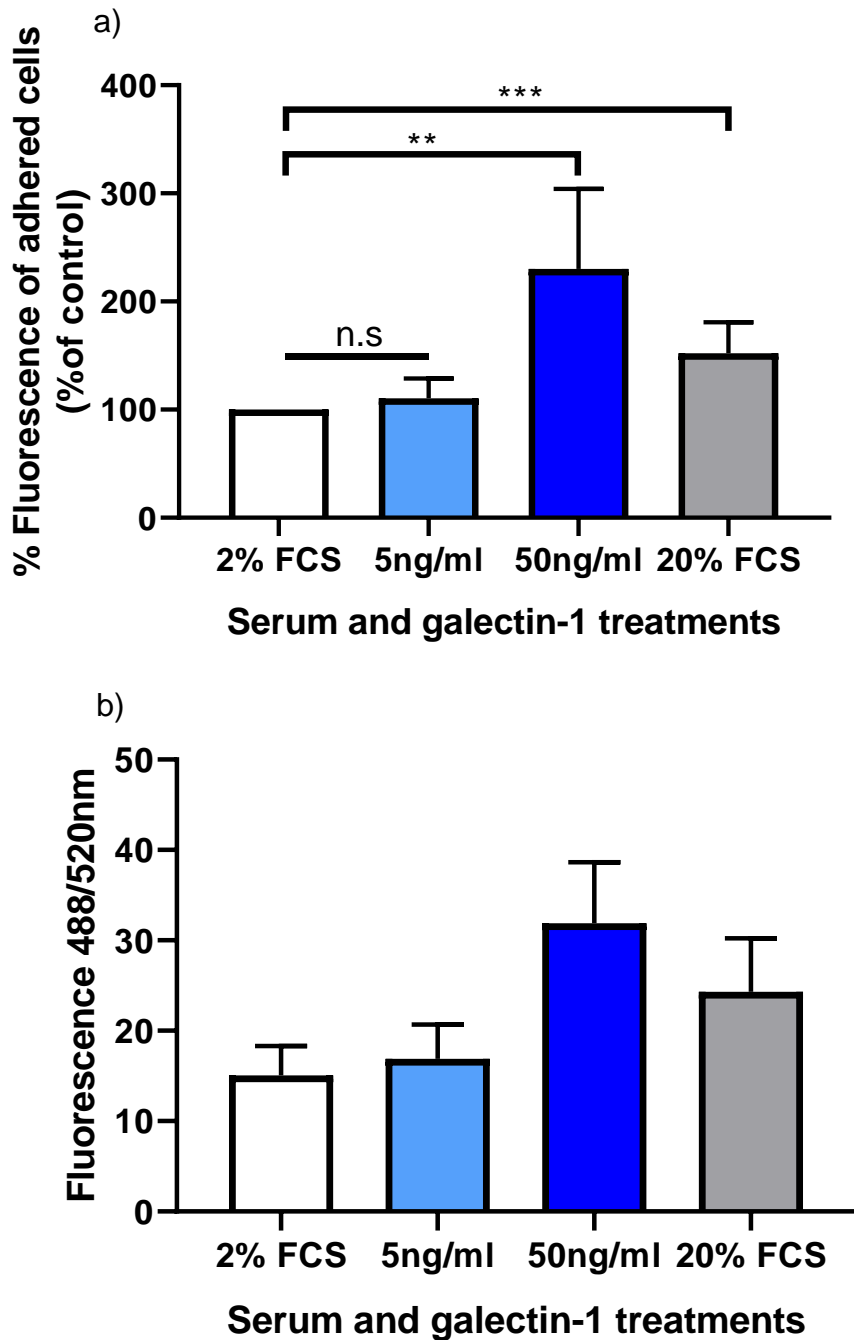 a)
% Fluorescence of adhered cells
(%of control)
400
300
200
100
0
***
**
n.s
2% FCS 5ng/ml 50ng/ml 20% FCS
Serum and galectin-1 treatments
b)
Fluorescence 488/520nm
50
40
30
20
10
0
2% FCS 5ng/ml 50ng/ml 20% FCS
Serum and galectin-1 treatments